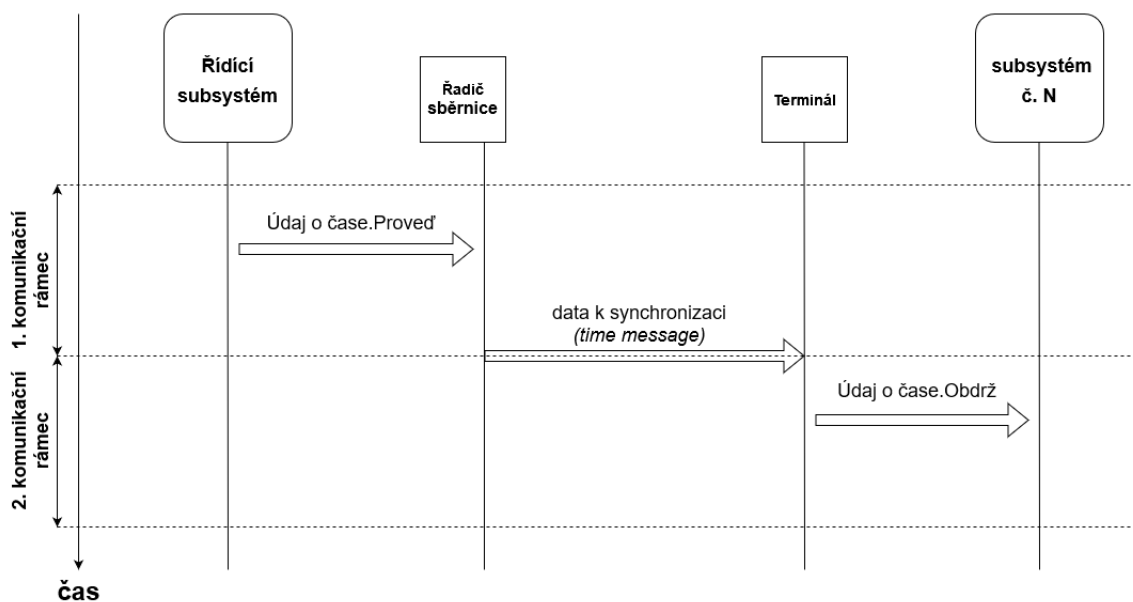 Řídící
subsystém
Řadič
sběrnice
Terminál
subsystém
č. N
1. komunikační
rámec
Údaj o čase.Proveď
data k synchronizaci
(time message)
2. komunikační
rámec
Údaj o čase.Obdrž
čas